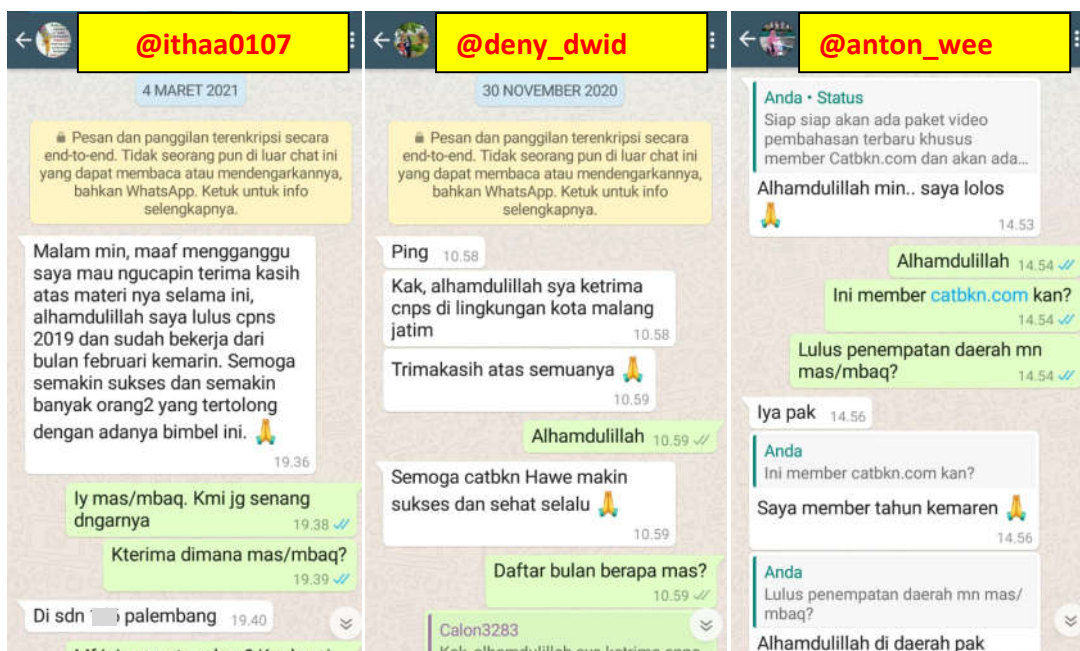 @ithaa0107
4 MARET 2021
Pesan dan panggilan terenkripsi secara
end-to-end. Tidak seorang pun di luar chat ini
yang dapat membaca atau mendengarkannya,
bahkan WhatsApp. Ketuk untuk info
selengkapnya.
Malam min, maaf mengganggu
saya mau ngucapin terima kasih
atas materi nya selama ini,
alhamdulillah saya lulus cpns
2019 dan sudah bekerja dari
bulan februari kemarin. Semoga
semakin sukses dan semakin
banyak orang2 yang tertolong
dengan adanya bimbel ini. 🙏
19.36
Iy mas/mbaq. Kmi jg senang
dngarnya 19.38
Kterima dimana mas/mbaq?
19.39
Di sdn palembang 19.40
@deny_dwid
30 NOVEMBER 2020
Pesan dan panggilan terenkripsi secara
end-to-end. Tidak seorang pun di luar chat ini
yang dapat membaca atau mendengarkannya,
bahkan WhatsApp. Ketuk untuk info
selengkapnya.
Ping 10.58
Kak, alhamdulillah sya ketrima
cnps di lingkungan kota malang
jatim 10.58
Trimakasih atas semuanya 🙏
10.59
Alhamdulillah 10.59
Semoga catbkn Hawe makin
sukses dan sehat selalu 🙏
10.59
Daftar bulan berapa mas?
10.59
Calon3283
@anton_wee
Anda • Status
Siap siap akan ada paket video
pembahasan terbaru khusus
member Catbkn.com dan akan ada...
Alhamdulillah min.. saya lolos
🙏 14.53
Alhamdulillah 14.54
Ini member catbkn.com kan?
14.54
Lulus penempatan daerah mn
mas/mbaq? 14.54
Iya pak 14.56
Anda
Ini member catbkn.com kan?
Saya member tahun kemaren 🙏
14.56
Anda
Lulus penempatan daerah mn mas/
mbaq?
Alhamdulillah di daerah pak